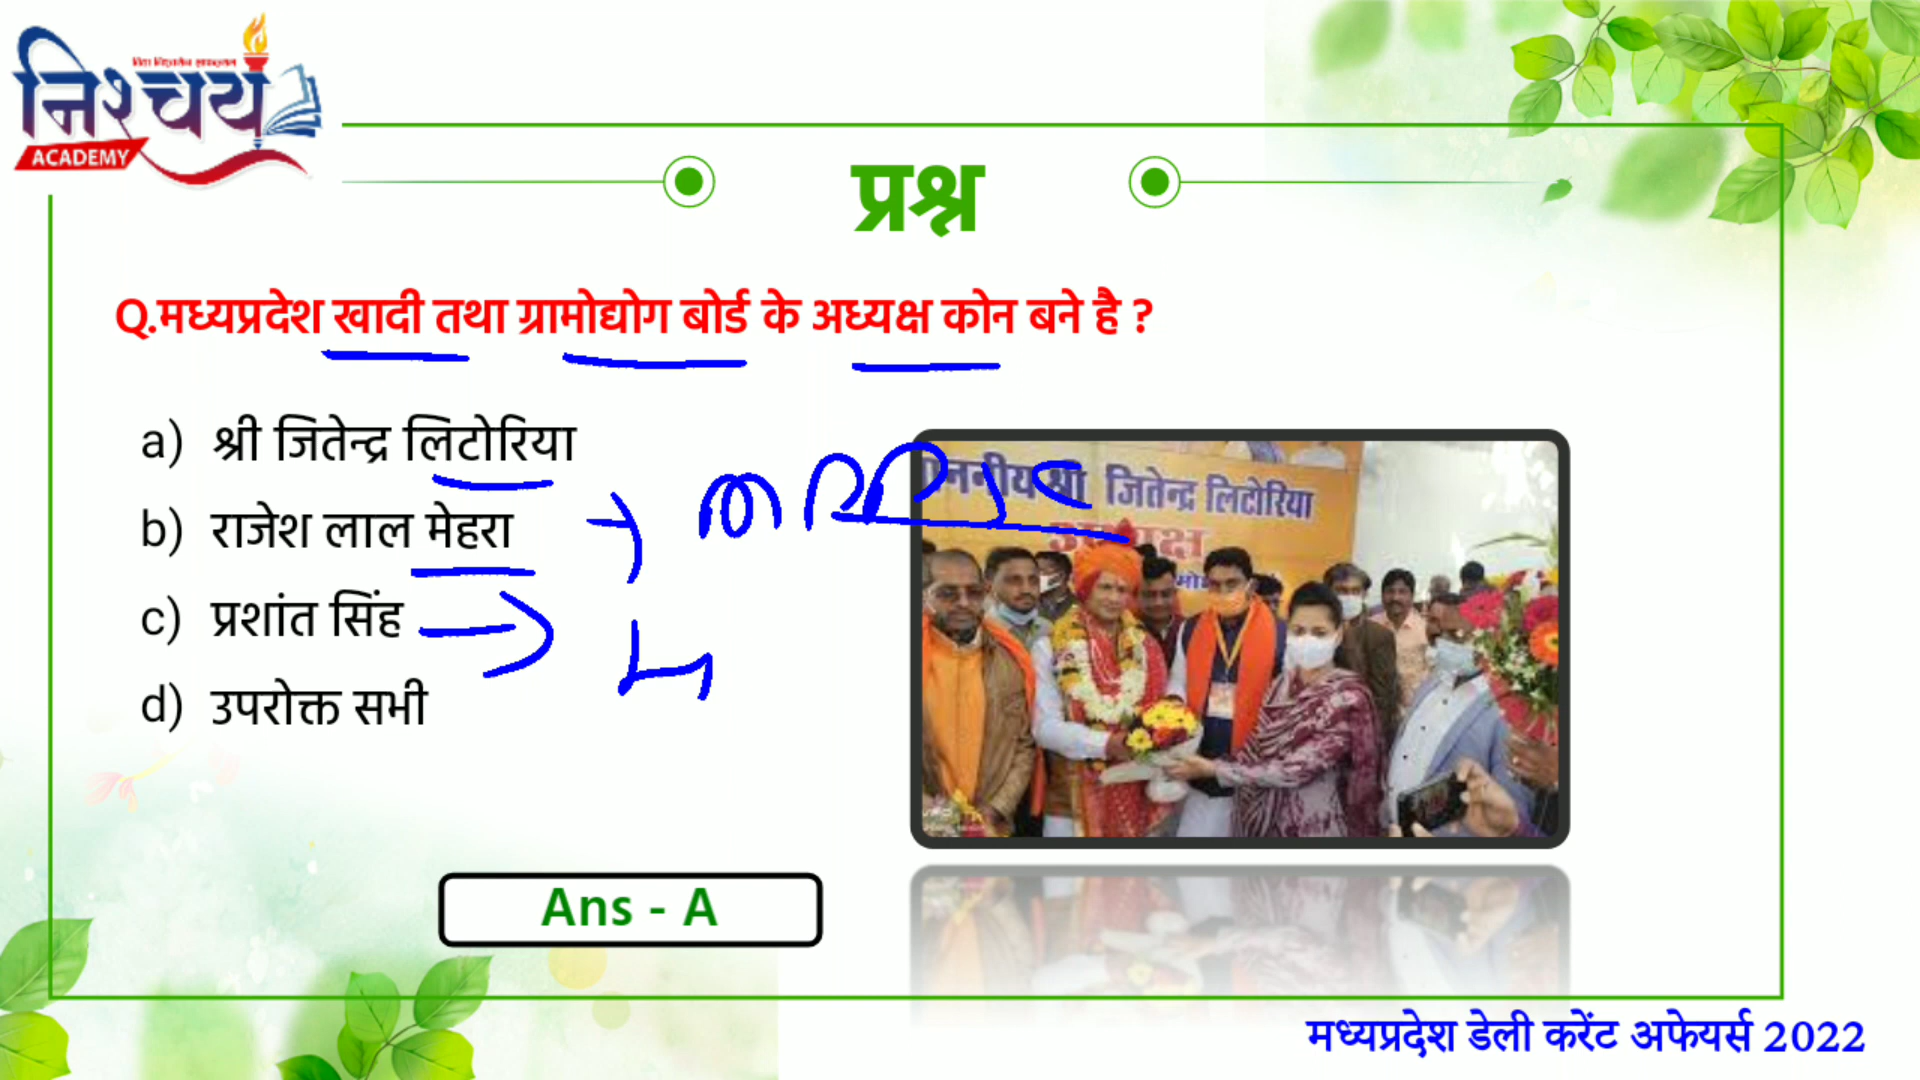 निश्चय
ACADEMY
प्रश्न
Q.मध्यप्रदेश खादी तथा ग्रामोद्योग बोर्ड के अध्यक्ष कोन बने है ?
a) श्री जितेन्द्र लिटोरिया
b) राजेश लाल मेहरा
MPPSC
c) प्रशांत सिंह
d) उपरोक्त सभी
श्री जितेन्द्र लिटोरिया
Ans - A
मध्यप्रदेश डेली करेंट अफेयर्स 2022